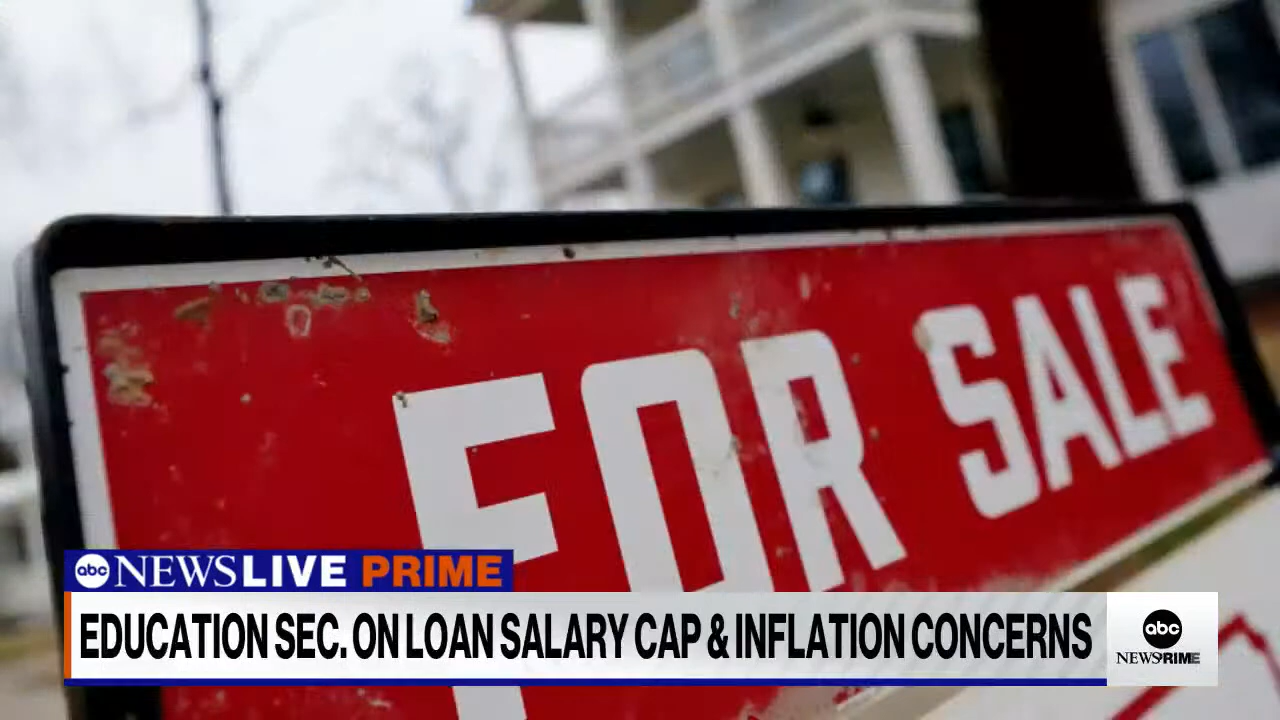 FOR SALE
abc NEWS LIVE PRIME
EDUCATION SEC. ON LOAN SALARY CAP & INFLATION CONCERNS
abc
NEWS PRIME